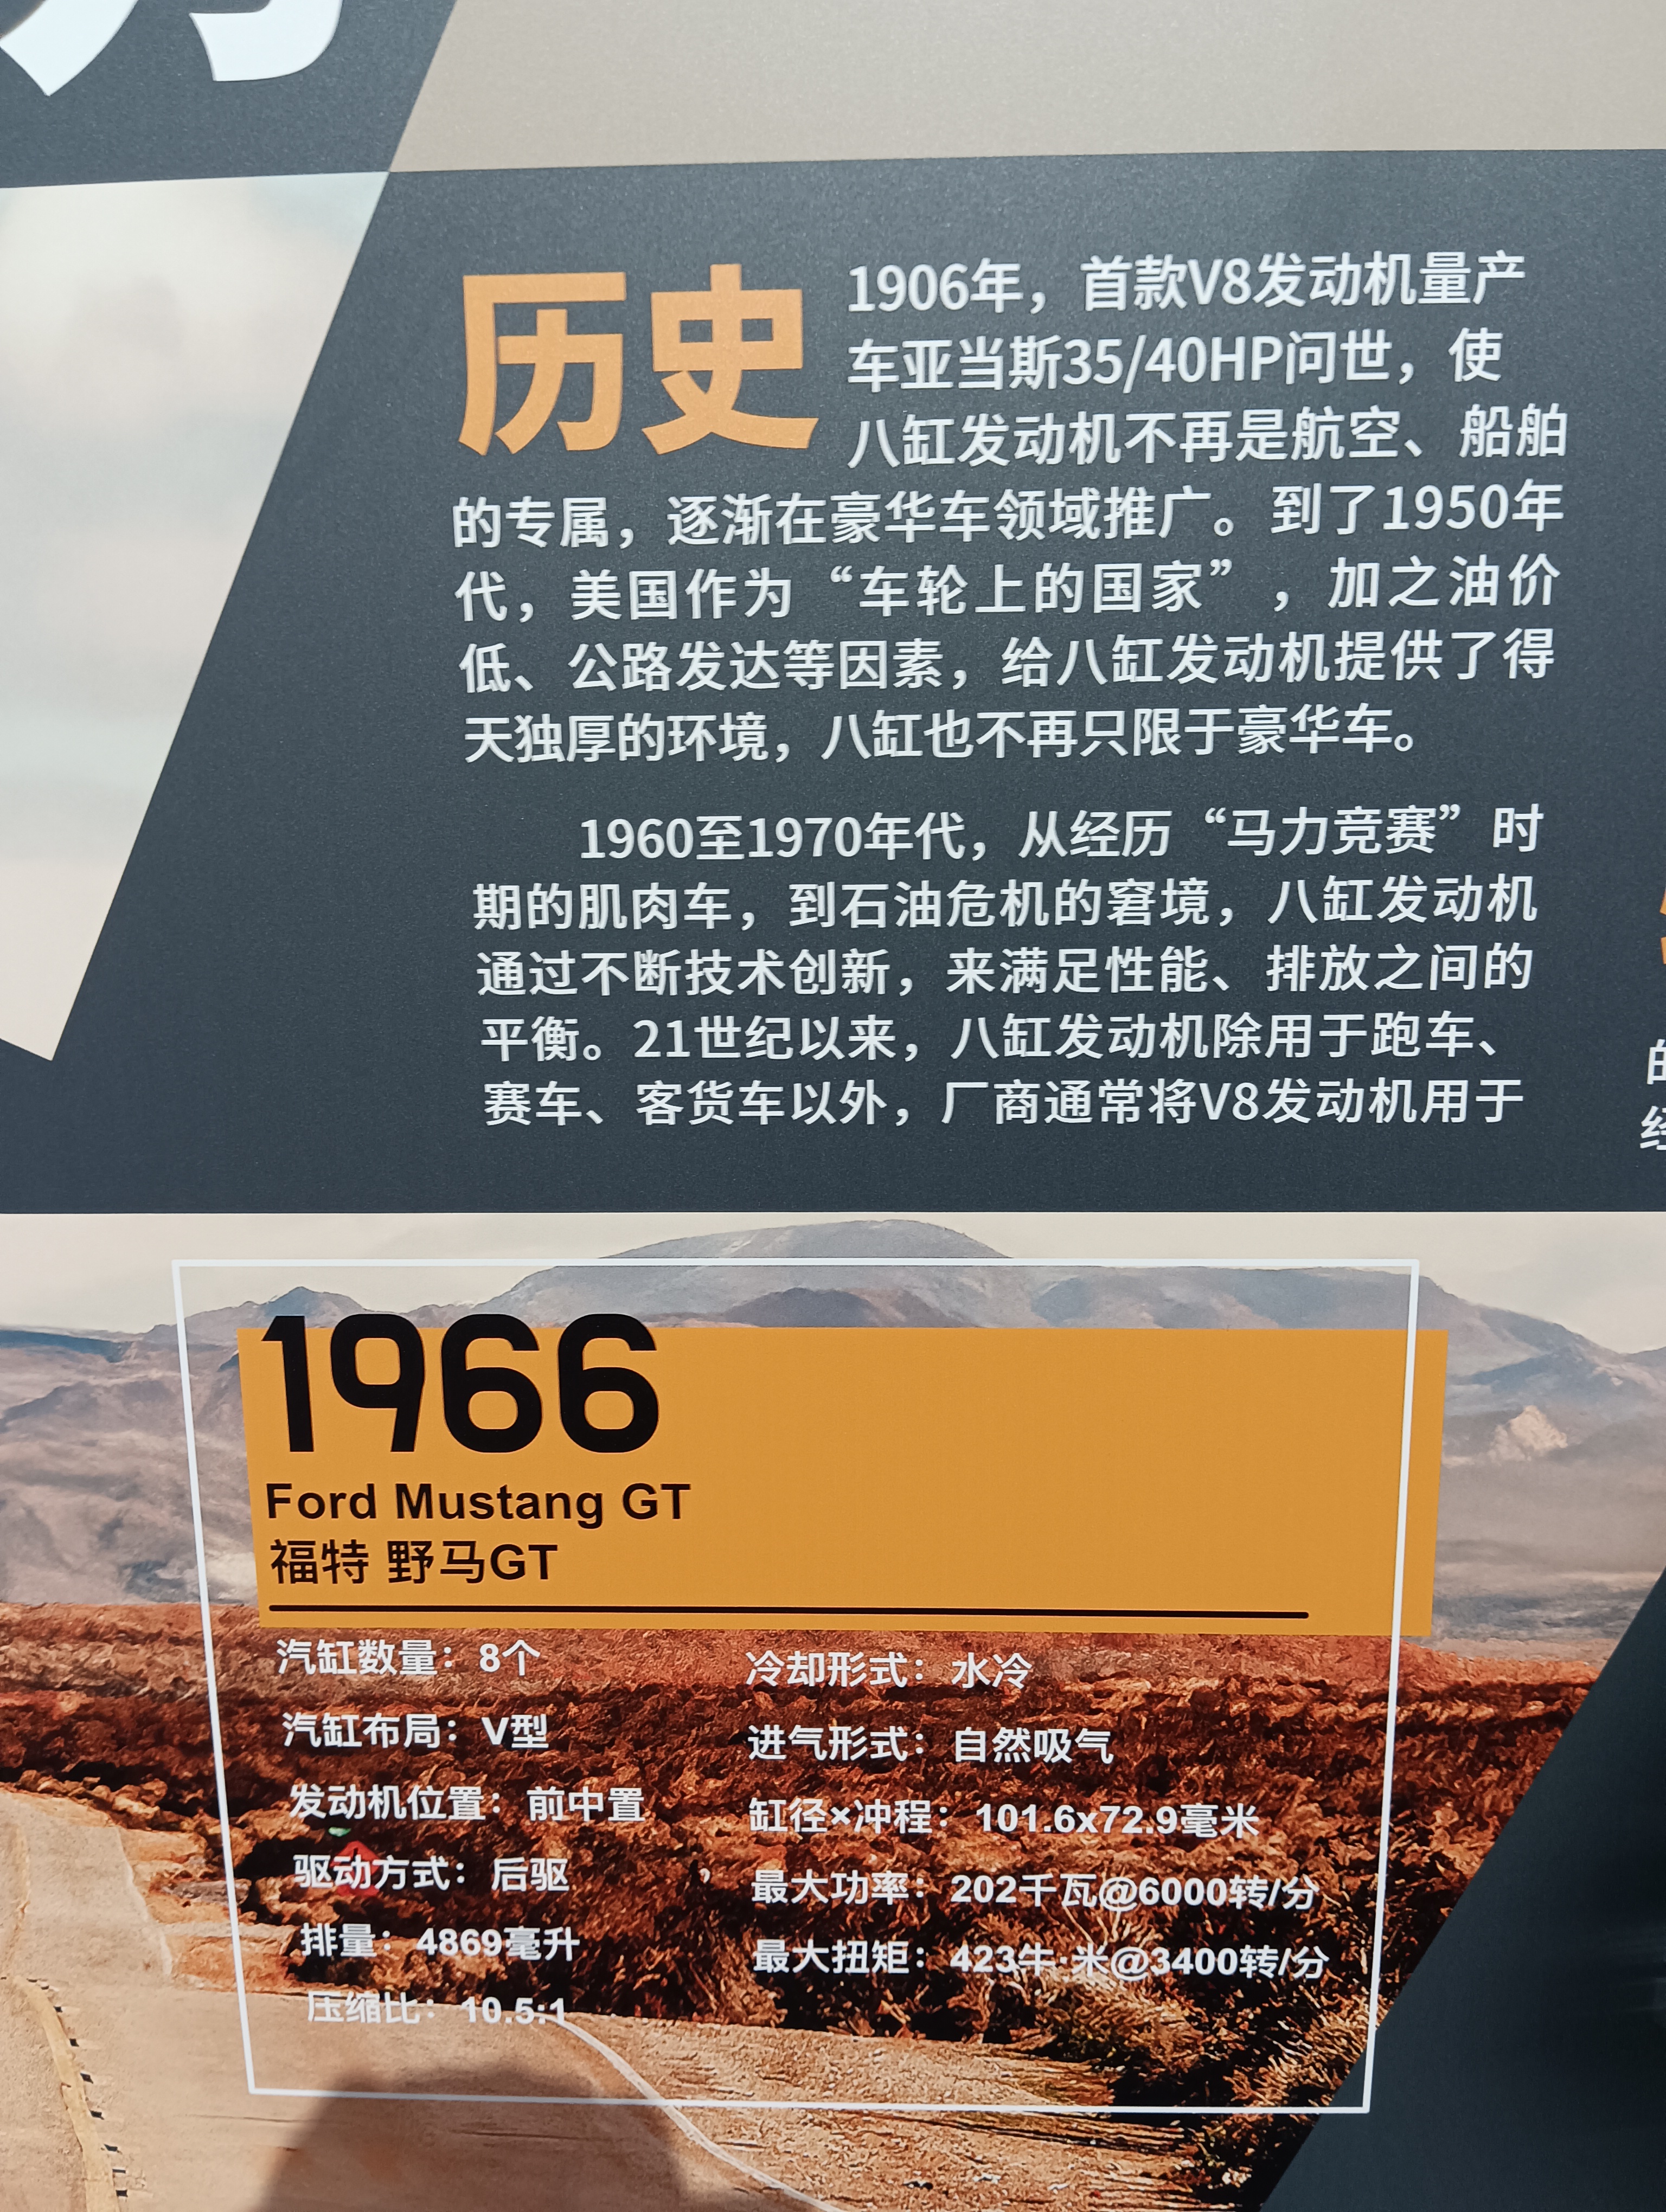 历史
1906年，首款V8发动机量产
车亚当斯35/40HP问世，使
八缸发动机不再是航空、船舶
的专属，逐渐在豪华车领域推广。到了1950年
代，美国作为“车轮上的国家”，加之油价
低、公路发达等因素，给八缸发动机提供了得
天独厚的环境，八缸也不再只限于豪华车。
1960至1970年代，从经历“马力竞赛”时
期的肌肉车，到石油危机的窘境，八缸发动机
通过不断技术创新，来满足性能、排放之间的
平衡。21世纪以来，八缸发动机除用于跑车、
赛车、客货车以外，厂商通常将V8发动机用于
1966
Ford Mustang GT
福特 野马GT
汽缸数量：8个
汽缸布局：V型
发动机位置：前中置
驱动方式：后驱
排量：4869毫升
压缩比：10.5:1
冷却形式：水冷
进气形式：自然吸气
缸径×冲程：101.6x72.9毫米
最大功率：202千瓦@6000转/分
最大扭矩：423牛·米@3400转/分